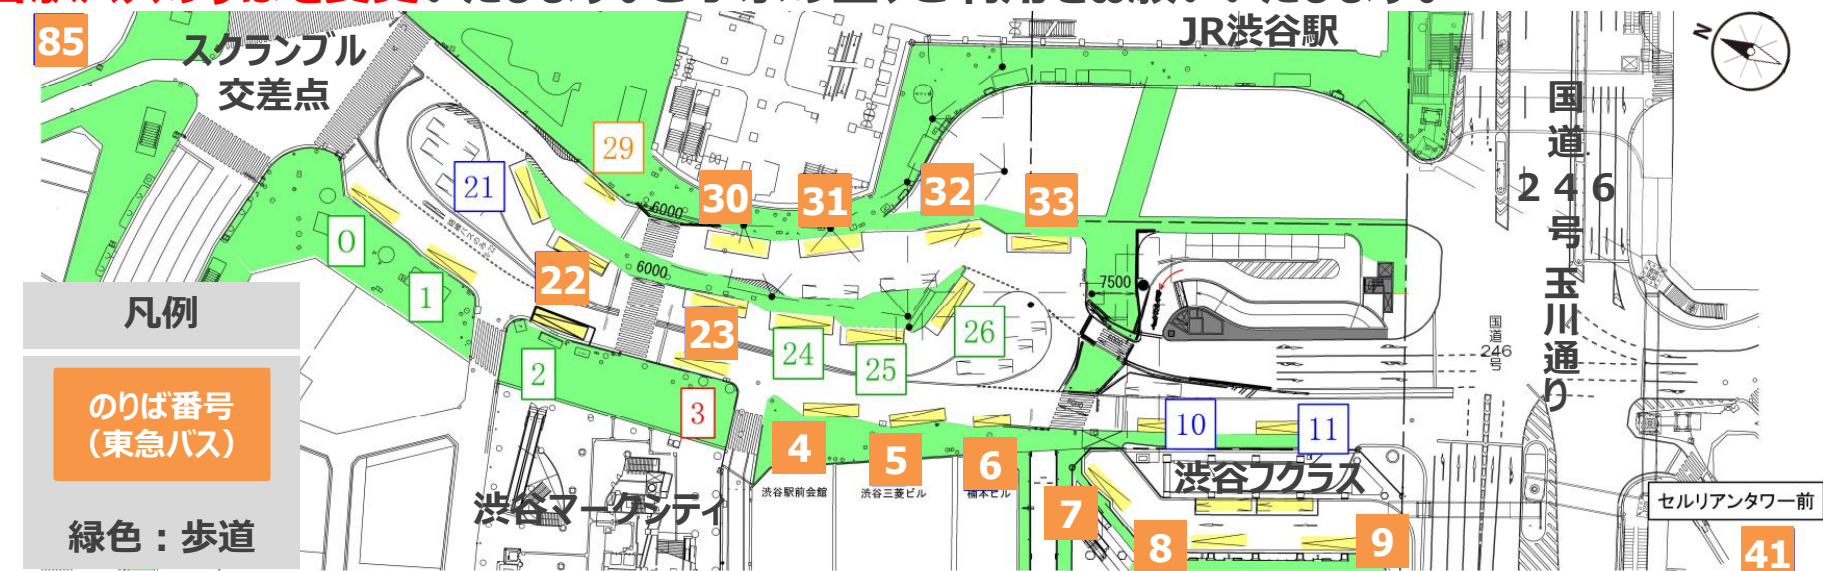 85
スクランブル
交差点
JR渋谷駅
N
国道246号 玉川通り
29
21
30
31
32
33
6000
0
1
22
6000
7500
凡例
23
24
25
26
国道
246
号
2
3
のりば番号
（東急バス）
4
5
6
10
11
渋谷駅前会館
渋谷三菱ビル
橋本ビル
渋谷フクラス
渋谷マークシティ
7
8
9
緑色：歩道
セルリアンタワー前
41